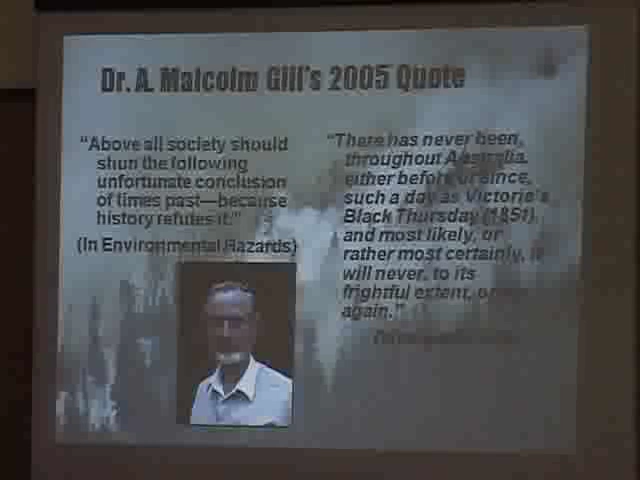 Dr. A. Malcolm Gill's 2005 Quote
"Above all society should
shun the following
unfortunate conclusion
of times past—because
history refutes it."
(In Environmental Hazards)
"There has never been,
throughout Australia,
either before or since,
such a day as Victoria's
Black Thursday (1851)
and most likely, or
rather most certainly, it
will never, to its
frightful extent,
again."